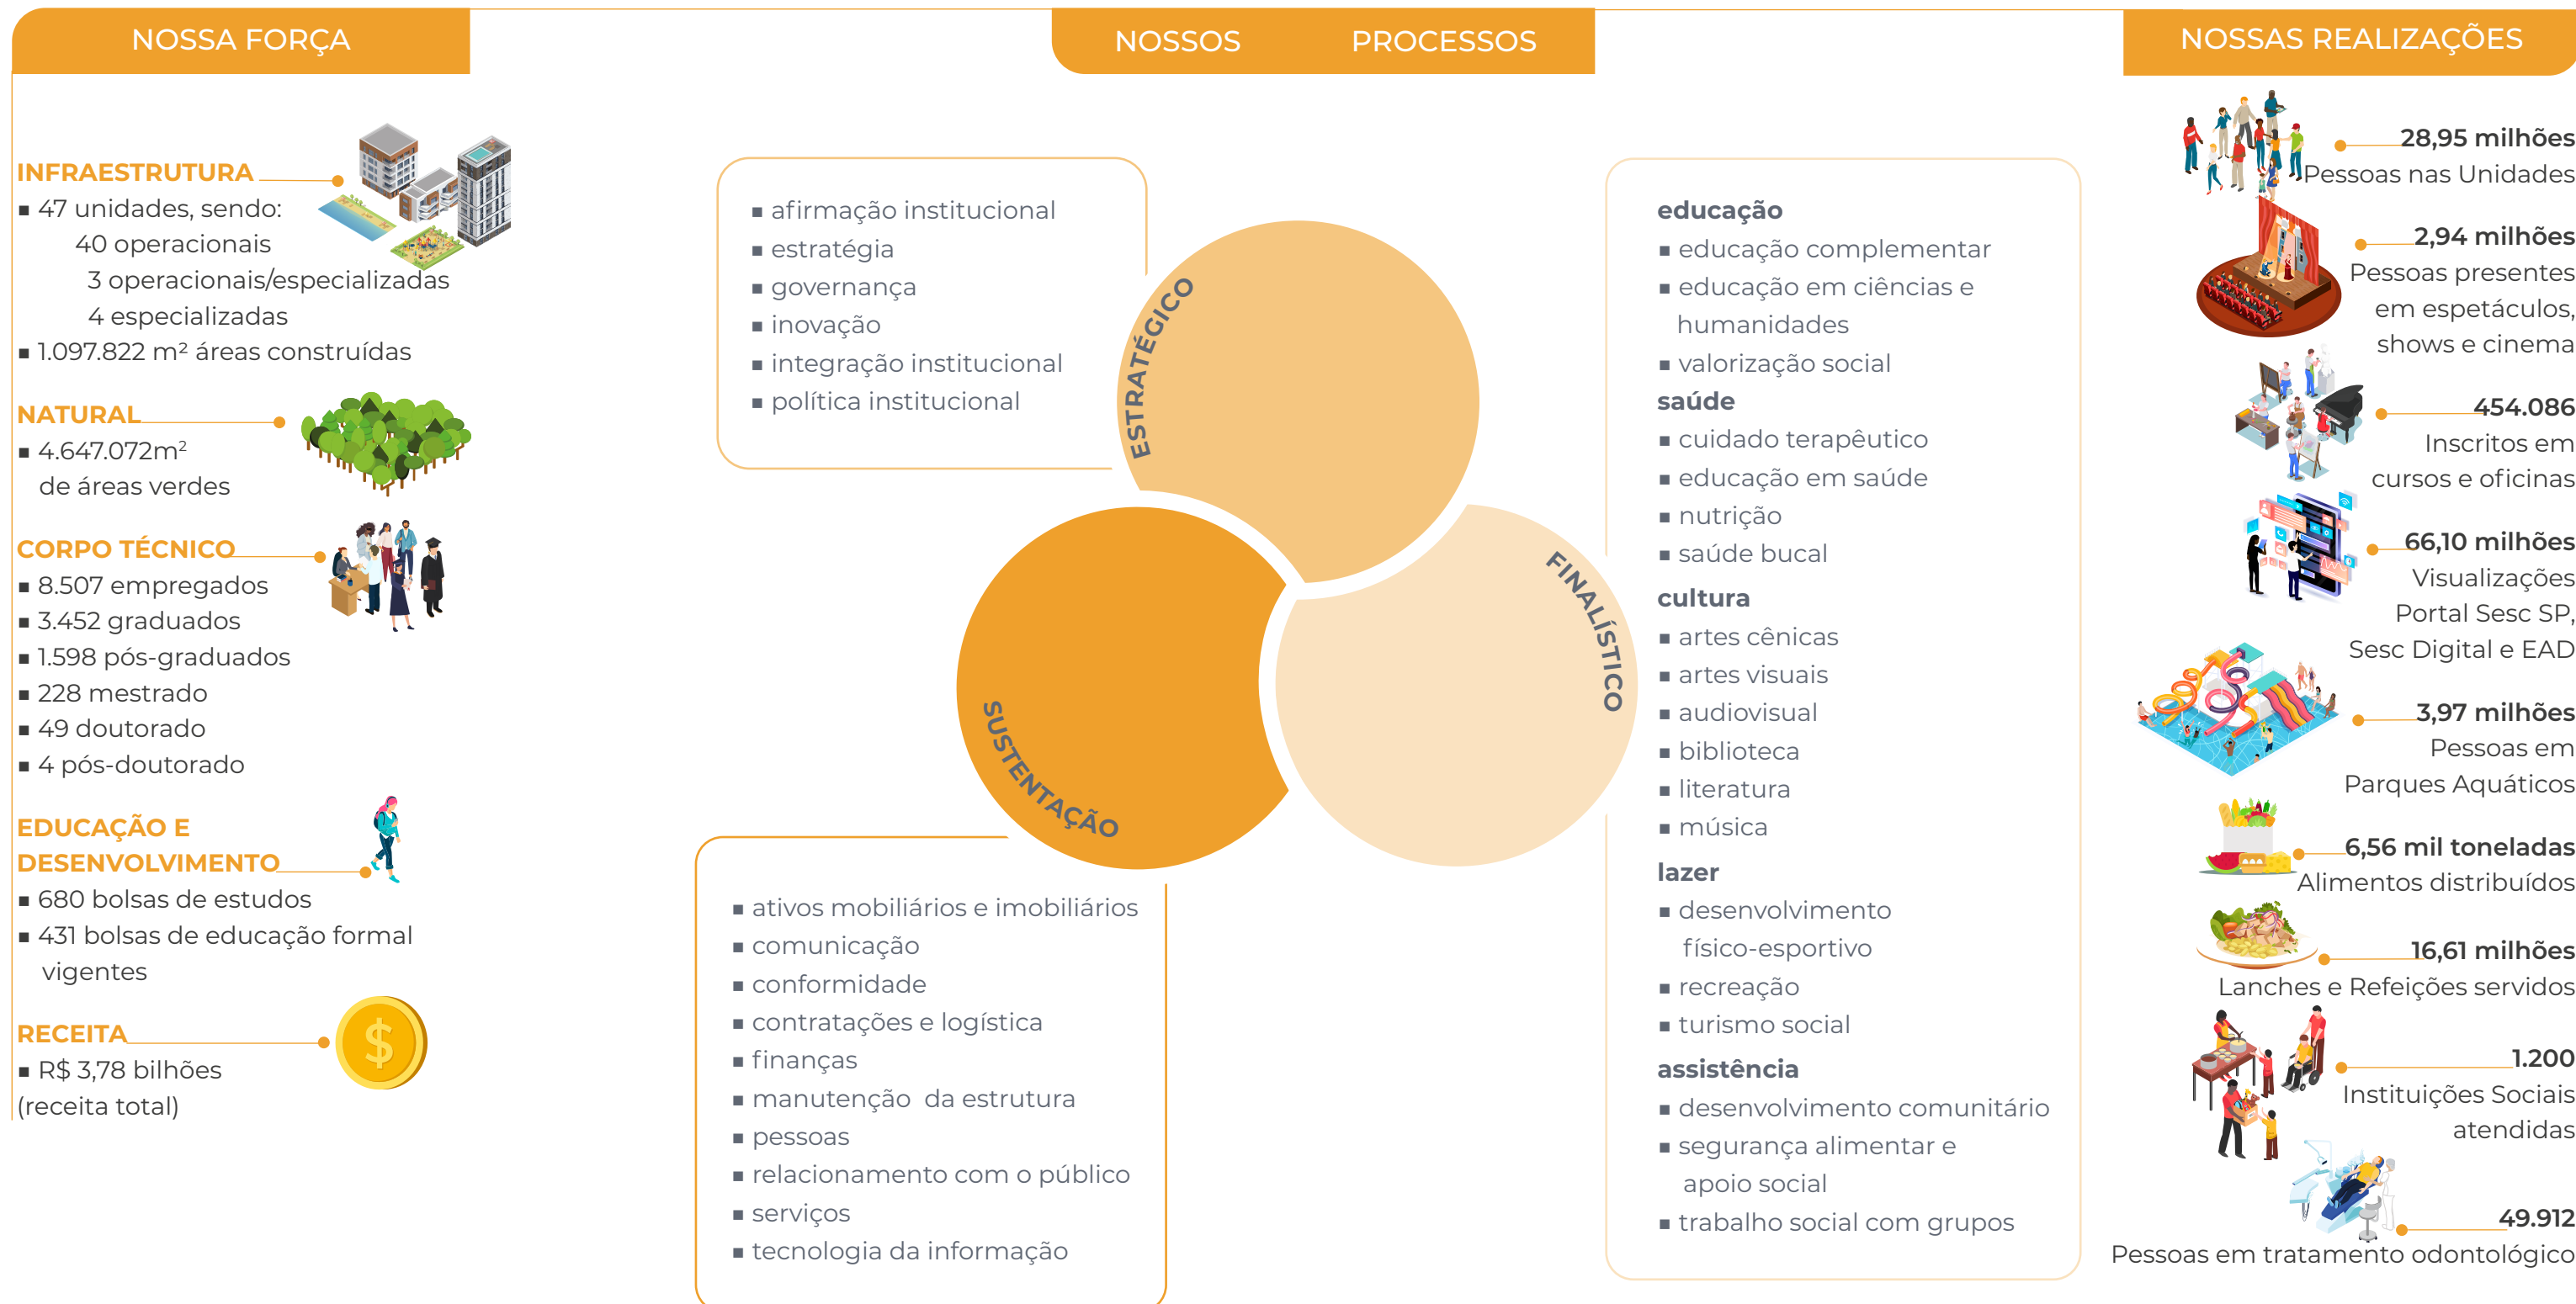 NOSSA FORÇA
INFRAESTRUTURA
▪ 47 unidades, sendo:
40 operacionais
3 operacionais/especializadas
4 especializadas
▪ 1.097.822 m² áreas construídas
NATURAL
▪ 4.647.072m²
de áreas verdes
CORPO TÉCNICO
▪ 8.507 empregados
▪ 3.452 graduados
▪ 1.598 pós-graduados
▪ 228 mestrado
▪ 49 doutorado
▪ 4 pós-doutorado
EDUCAÇÃO E
DESENVOLVIMENTO
▪ 680 bolsas de estudos
▪ 431 bolsas de educação formal
vigentes
RECEITA
▪ R$ 3,78 bilhões
(receita total)
$
NOSSOS PROCESSOS
▪ afirmação institucional
▪ estratégia
▪ governança
▪ inovação
▪ integração institucional
▪ política institucional
ESTRATÉGICO
SUSTENTAÇÃO
FINALÍSTICO
▪ ativos mobiliários e imobiliários
▪ comunicação
▪ conformidade
▪ contratações e logística
▪ finanças
▪ manutenção da estrutura
▪ pessoas
▪ relacionamento com o público
▪ serviços
▪ tecnologia da informação
educação
▪ educação complementar
▪ educação em ciências e
humanidades
▪ valorização social
saúde
▪ cuidado terapêutico
▪ educação em saúde
▪ nutrição
▪ saúde bucal
cultura
▪ artes cênicas
▪ artes visuais
▪ audiovisual
▪ biblioteca
▪ literatura
▪ música
lazer
▪ desenvolvimento
físico-esportivo
▪ recreação
▪ turismo social
assistência
▪ desenvolvimento comunitário
▪ segurança alimentar e
apoio social
▪ trabalho social com grupos
NOSSAS REALIZAÇÕES
28,95 milhões
Pessoas nas Unidades
2,94 milhões
Pessoas presentes
em espetáculos,
shows e cinema
454.086
Inscritos em
cursos e oficinas
66,10 milhões
Visualizações
Portal Sesc SP,
Sesc Digital e EAD
3,97 milhões
Pessoas em
Parques Aquáticos
6,56 mil toneladas
Alimentos distribuídos
16,61 milhões
Lanches e Refeições servidos
1.200
Instituições Sociais
atendidas
49.912
Pessoas em tratamento odontológico